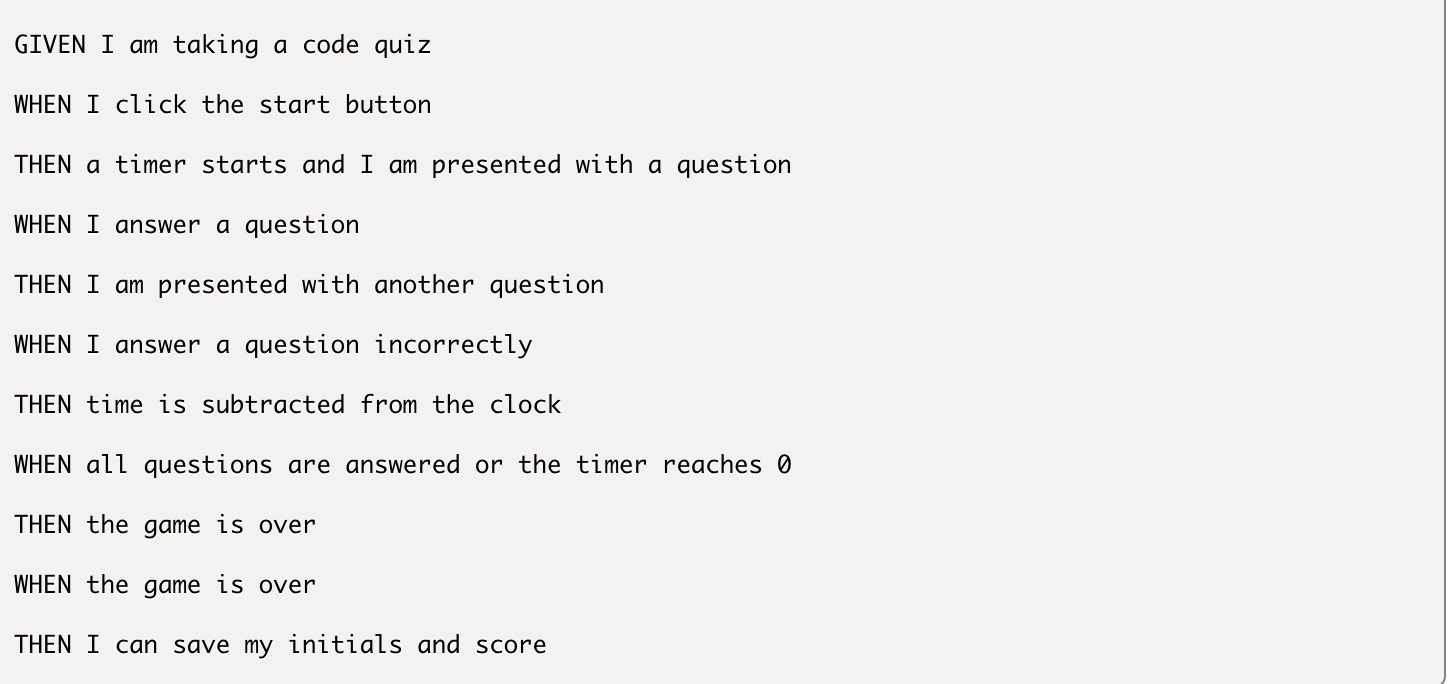 GIVEN I am taking a code quiz
WHEN I click the start button
THEN a timer starts and I am presented with a question
WHEN I answer a question
THEN I am presented with another question
WHEN I answer a question incorrectly
THEN time is subtracted from the clock
WHEN all questions are answered or the timer reaches 0
THEN the game is over
WHEN the game is over
THEN I can save my initials and score